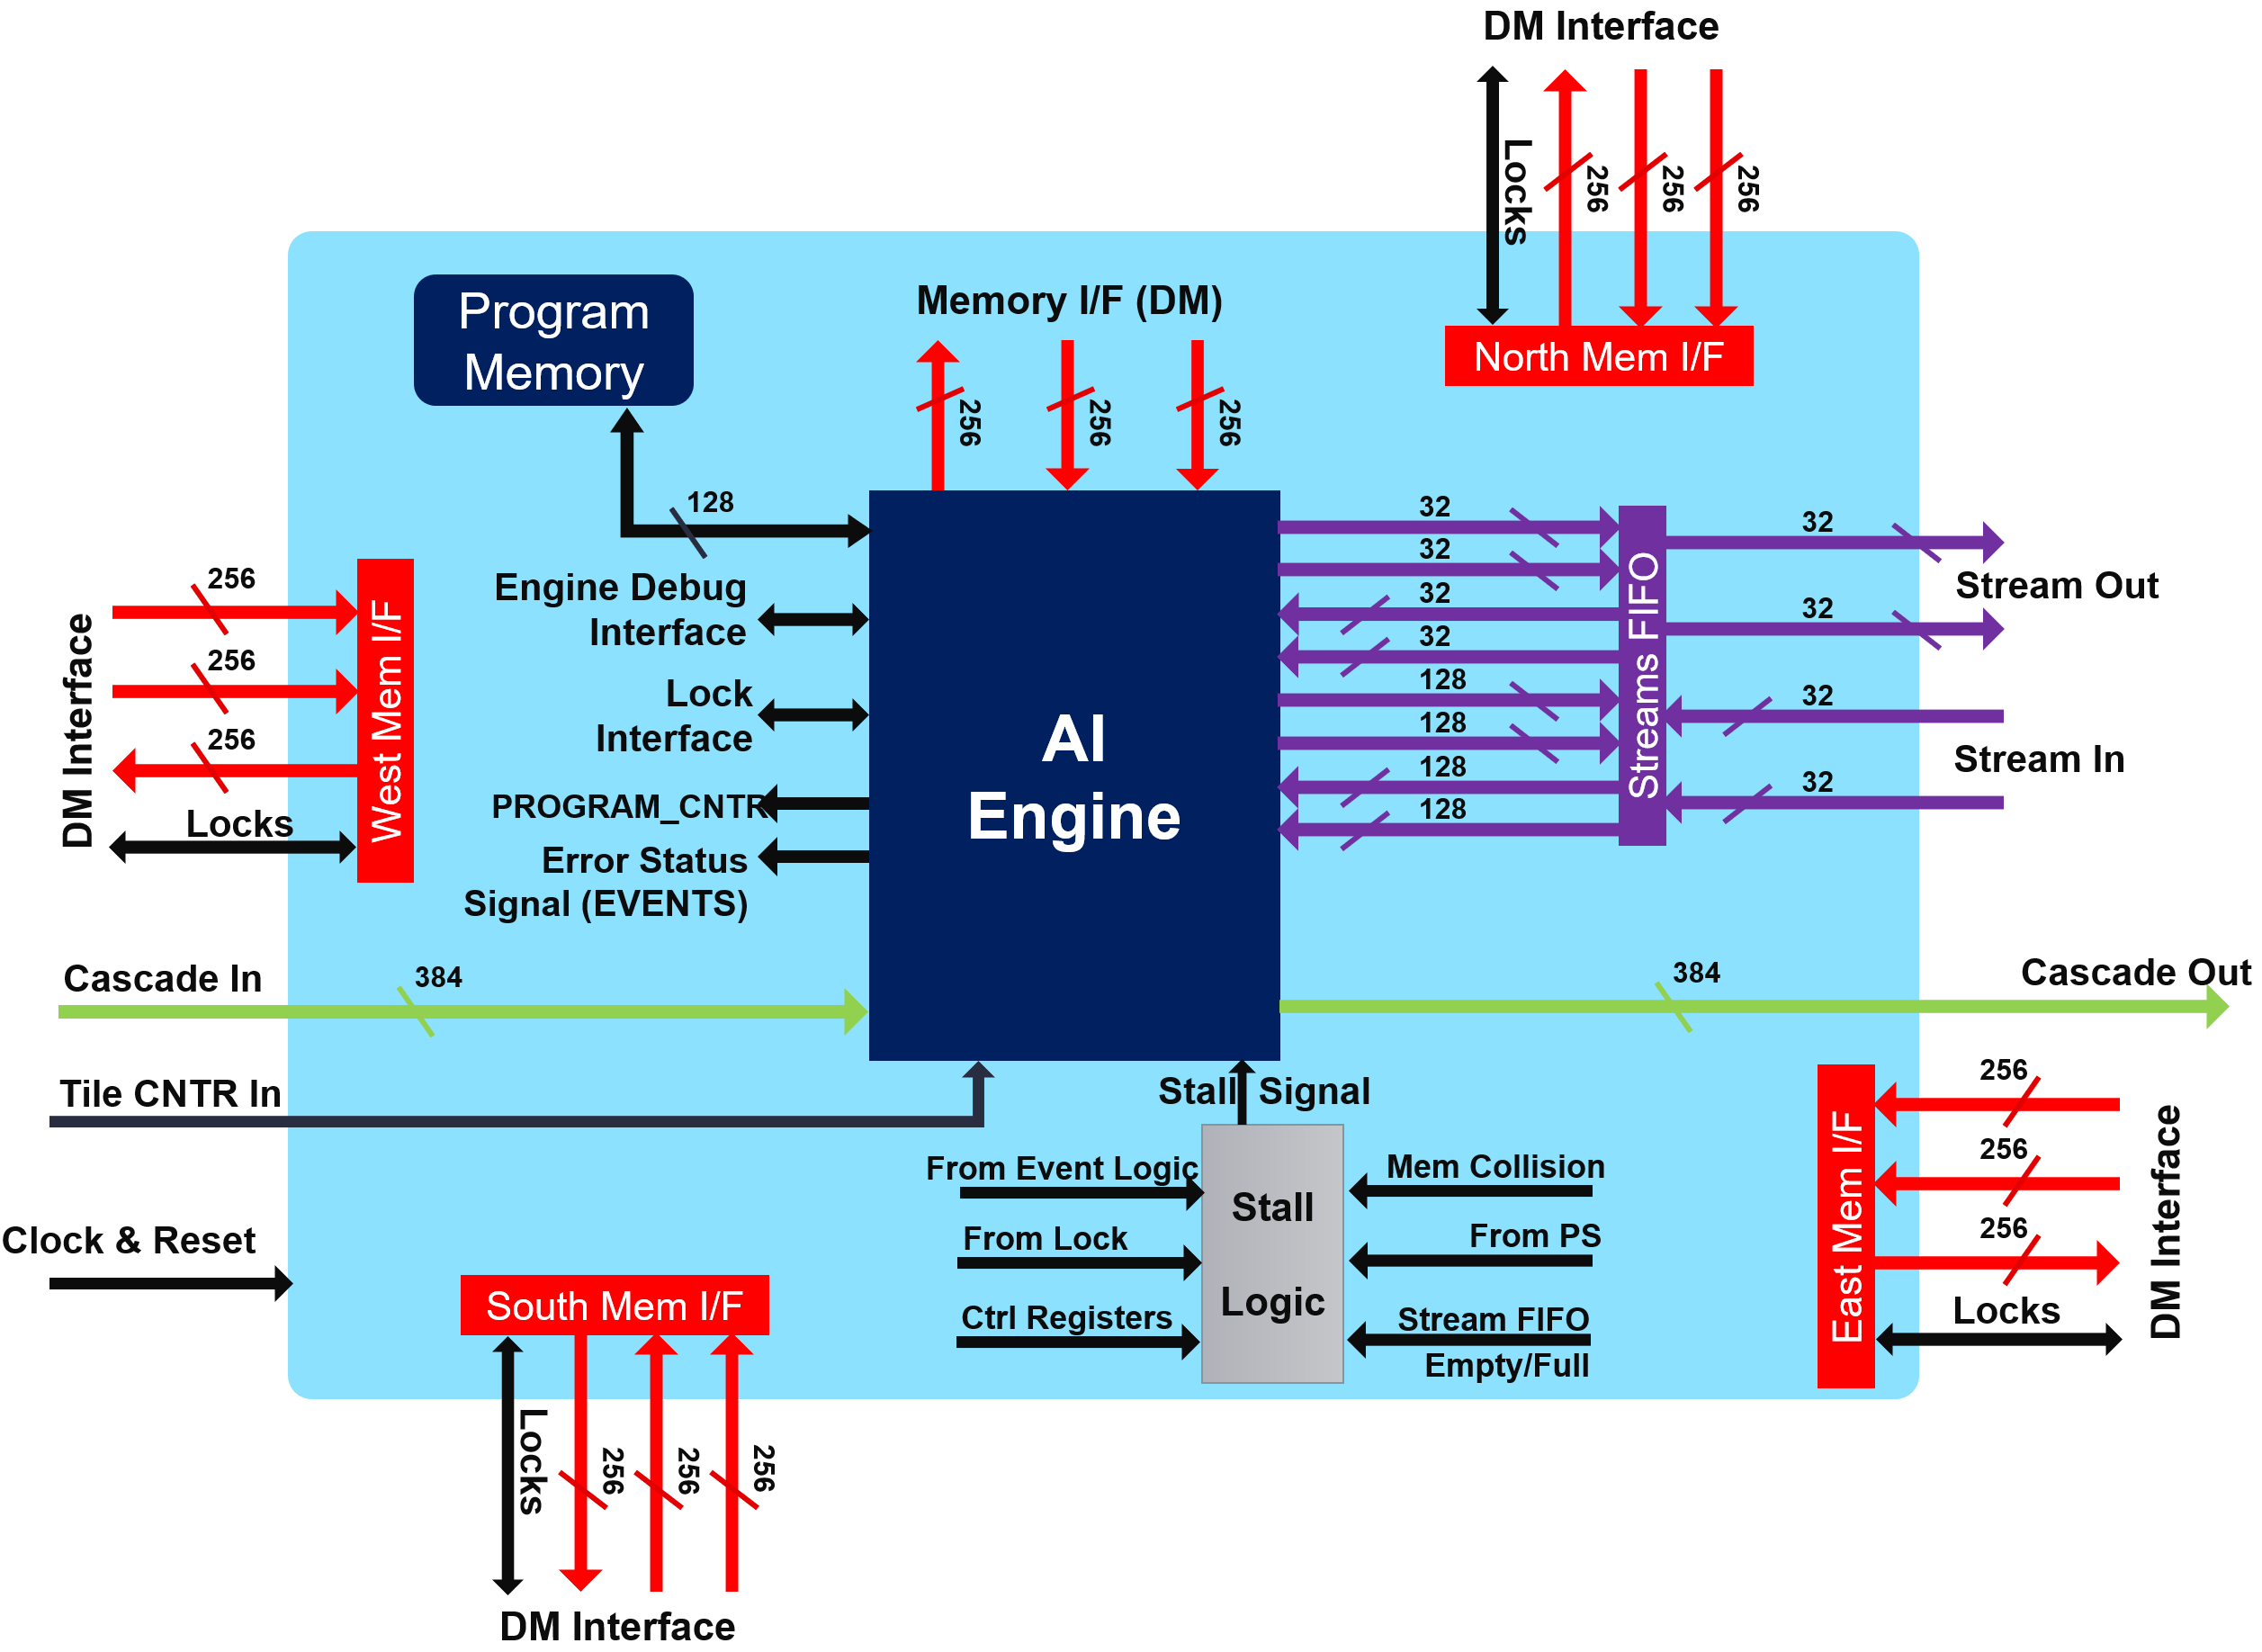 DM Interface
Locks
256
256
256
North Mem I/F
Program
Memory
Memory I/F (DM)
256
256
256
128
Engine Debug
Interface
Lock
Interface
PROGRAM_CNTR
Error Status
Signal (EVENTS)
AI
Engine
32
32
32
32
128
128
128
128
Streams FIFO
32
32
Stream Out
32
Stream In
32
DM Interface
256
256
256
Locks
West Mem I/F
Cascade In
384
384
Cascade Out
Tile CNTR In
Stall Signal
Clock & Reset
From Event Logic
From Lock
Ctrl Registers
Stall
Logic
Mem Collision
From PS
Stream FIFO
Empty/Full
East Mem I/F
256
256
256
Locks
DM Interface
South Mem I/F
Locks
256
256
256
DM Interface